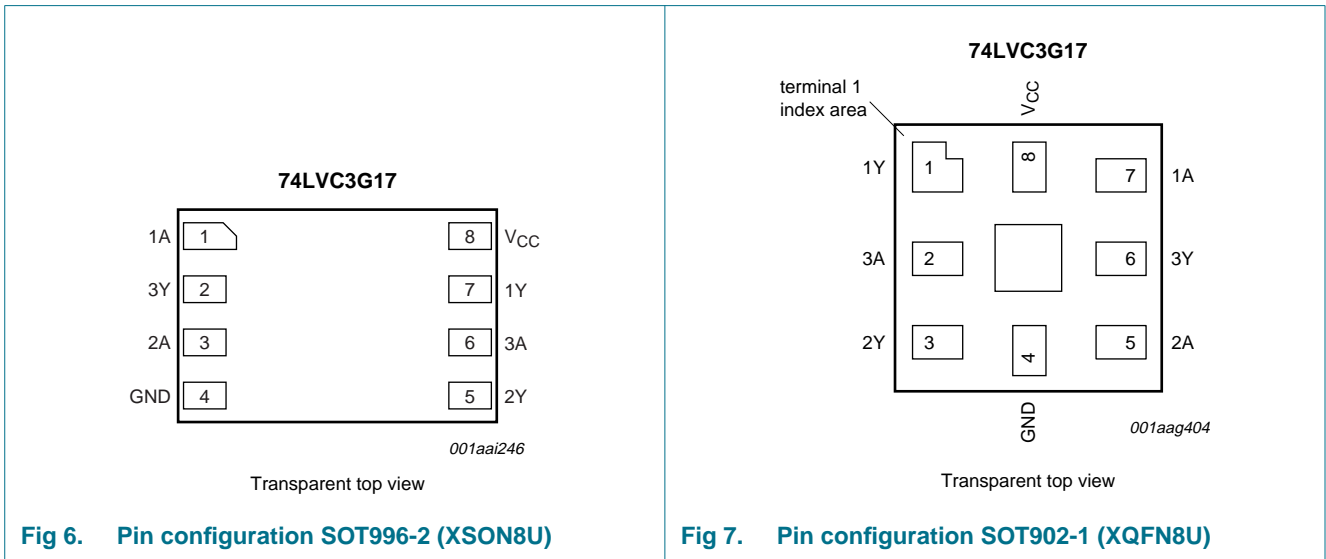 74LVC3G17
1A 1 8 VCC
3Y 2 7 1Y
2A 3 6 3A
GND 4 5 2Y
001aai246
Transparent top view
Fig 6. Pin configuration SOT996-2 (XSON8U)
74LVC3G17
terminal 1
index area
VCC
1Y 1 8 7 1A
3A 2 6 3Y
2Y 3 4 5 2A
GND
001aag404
Transparent top view
Fig 7. Pin configuration SOT902-1 (XQFN8U)